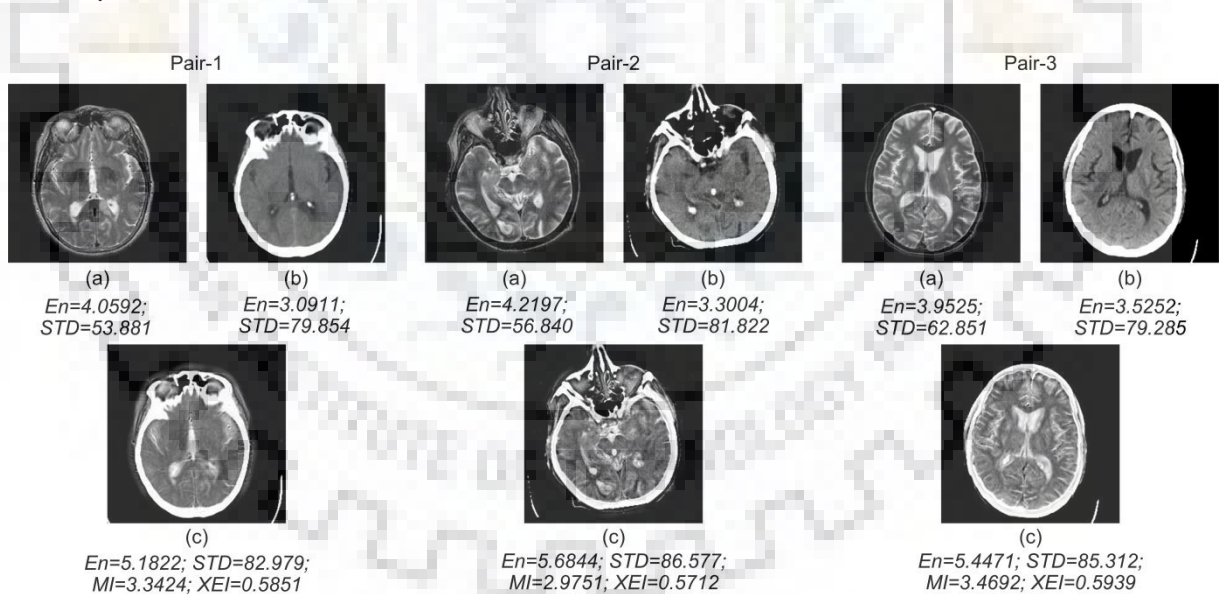 Pair-1
Pair-2
Pair-3
(a)
(b)
(a)
(b)
(a)
(b)
En=4.0592;
STD=53.881
En=3.0911;
STD=79.854
En=4.2197;
STD=56.840
En=3.3004;
STD=81.822
En=3.9525;
STD=62.851
En=3.5252;
STD=79.285
(c)
(c)
(c)
En=5.1822; STD=82.979;
MI=3.3424; XEI=0.5851
En=5.6844; STD=86.577;
MI=2.9751; XEI=0.5712
En=5.4471; STD=85.312;
MI=3.4692; XEI=0.5939